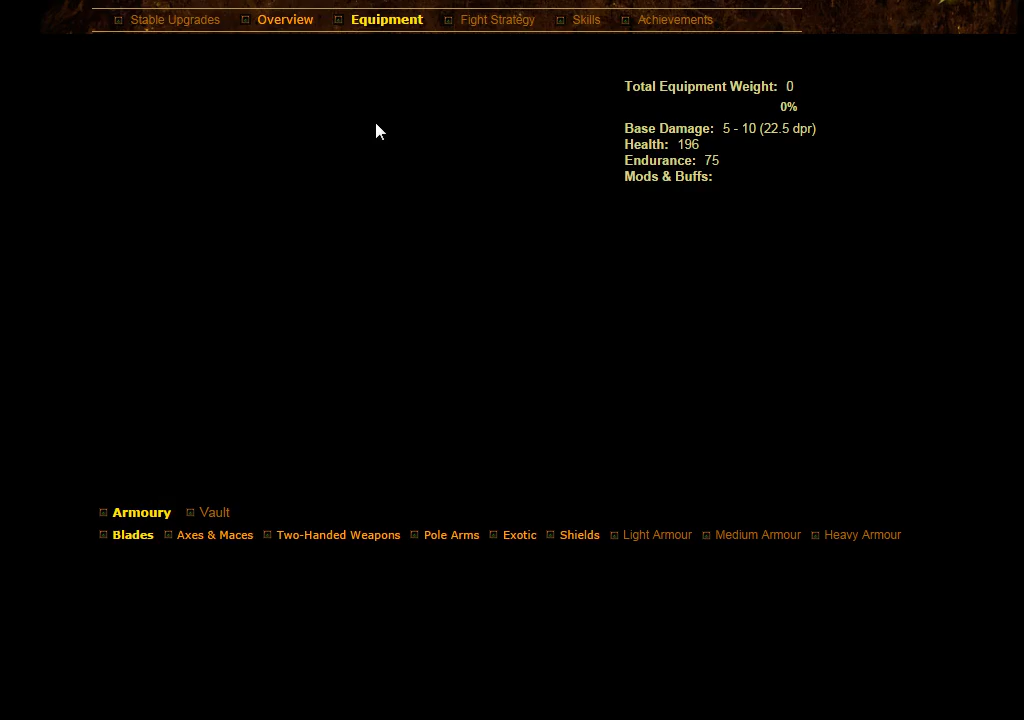 Stable Upgrades Overview Equipment Fight Strategy Skills Achievements
Total Equipment Weight: 0
0%
Base Damage: 5 - 10 (22.5 dpr)
Health: 196
Endurance: 75
Mods & Buffs:
Armoury Vault
Blades Axes & Maces Two-Handed Weapons Pole Arms Exotic Shields Light Armour Medium Armour Heavy Armour